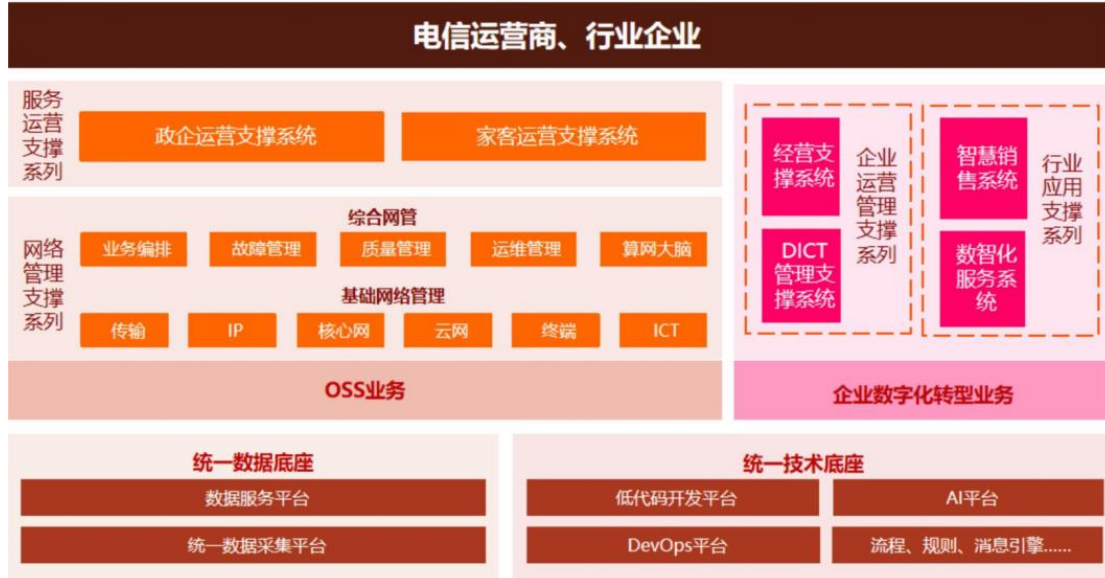 电信运营商、行业企业
服务
运营
支撑
系列
政企运营支撑系统
家客运营支撑系统
网络
管理
支撑
系列
综合网管
业务编排
故障管理
质量管理
运维管理
算网大脑
基础网络管理
传输
IP
核心网
云网
终端
ICT
OSS业务
经营支
撑系统
DICT
管理支
撑系统
企业
运营
管理
支撑
系列
智慧销
售系统
数智化
服务系
统
行业
应用
支撑
系列
企业数字化转型业务
统一数据底座
数据服务平台
统一数据采集平台
统一技术底座
低代码开发平台
AI平台
DevOps平台
流程、规则、消息引擎......